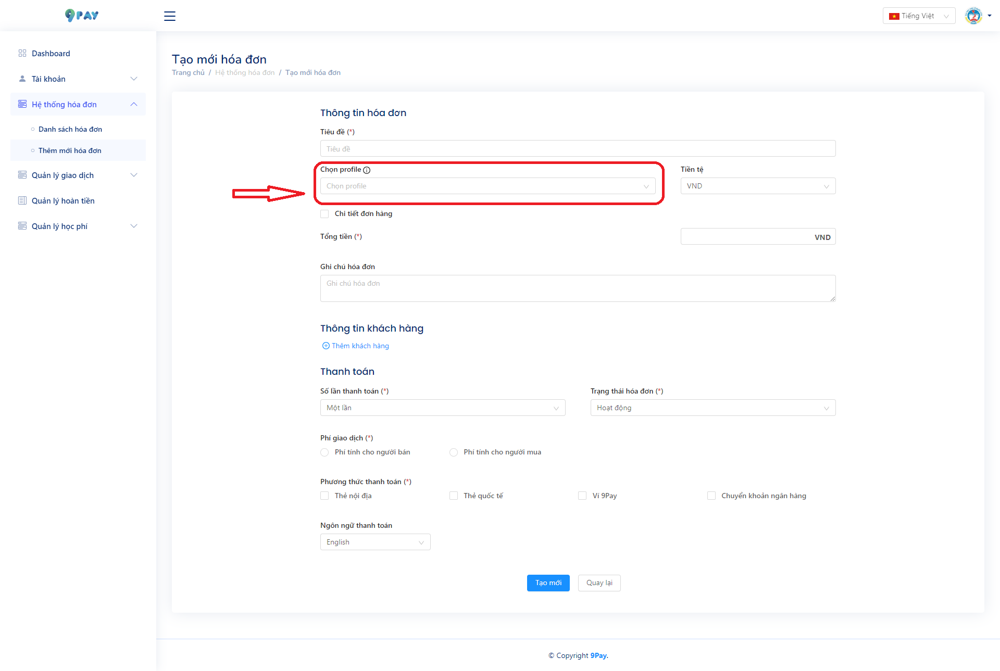 9PAY
Tiếng Việt
Dashboard
Tài khoản
Hệ thống hóa đơn
Danh sách hóa đơn
Thêm mới hóa đơn
Quản lý giao dịch
Quản lý hoàn tiền
Quản lý học phí
Tạo mới hóa đơn
Trang chủ / Hệ thống hóa đơn / Tạo mới hóa đơn
Thông tin hóa đơn
Tiêu đề (*)
Tiêu đề
Chọn profile
Tiền tệ
Chọn profile
VND
Chi tiết đơn hàng
Tổng tiền (*)
VND
Ghi chú hóa đơn
Ghi chú hóa đơn
Thông tin khách hàng
Thêm khách hàng
Thanh toán
Số lần thanh toán (*)
Trạng thái hóa đơn (*)
Một lần
Hoạt động
Phí giao dịch (*)
Phí tính cho người bán
Phí tính cho người mua
Phương thức thanh toán (*)
Thẻ nội địa
Thẻ quốc tế
Ví 9Pay
Chuyển khoản ngân hàng
Ngôn ngữ thanh toán
English
Tạo mới
Quay lại
© Copyright 9Pay.